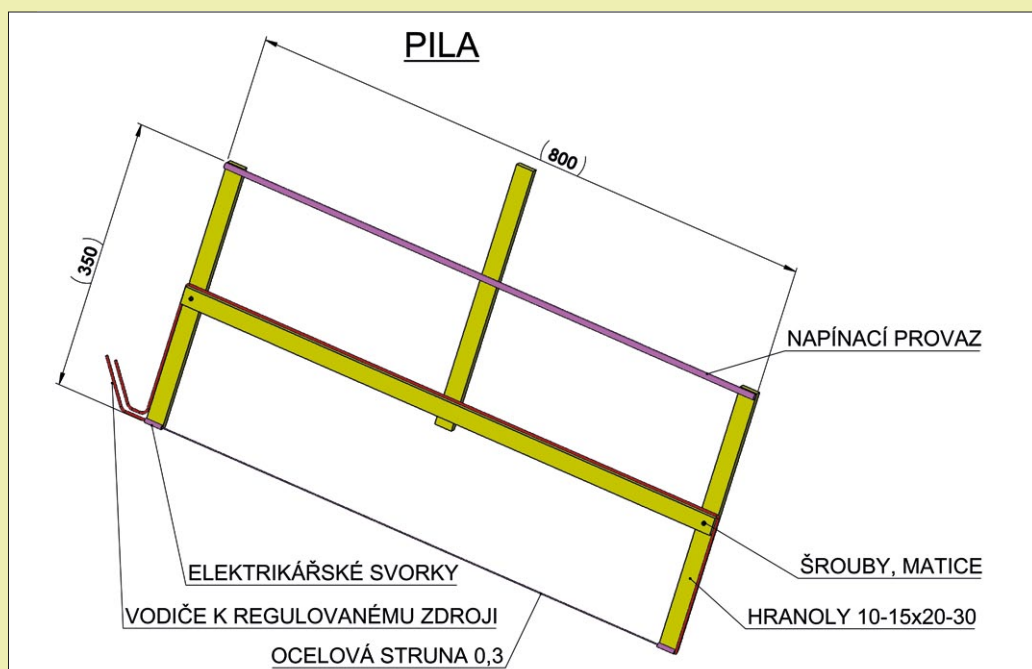 PILA
(800)
(350)
NAPÍNACÍ PROVAZ
ELEKTRIKÁŘSKÉ SVORKY
ŠROUBY, MATICE
VODIČE K REGULOVANÉMU ZDROJI
HRANOLY 10-15x20-30
OCELOVÁ STRUNA 0,3